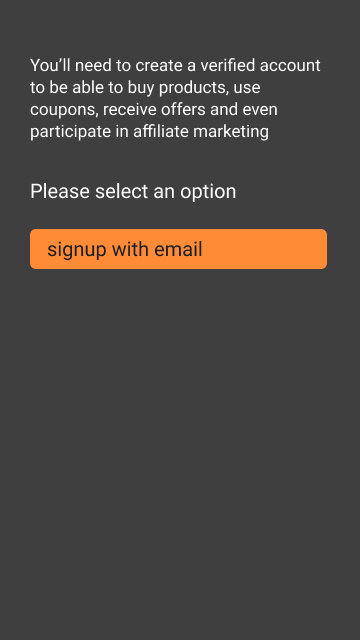 You’ll need to create a verified account
to be able to buy products, use
coupons, receive offers and even
participate in affiliate marketing
Please select an option
signup with email